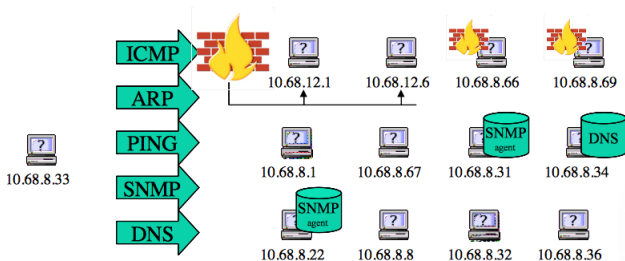 ICMP
ARP
PING
SNMP
DNS
10.68.8.33
?
? ? ? ?
10.68.12.1 10.68.12.6 10.68.8.66 10.68.8.69
? ? ? SNMP agent ? DNS
10.68.8.1 10.68.8.67 10.68.8.31 10.68.8.34
? SNMP agent ? ? ?
10.68.8.22 10.68.8.8 10.68.8.32 10.68.8.36